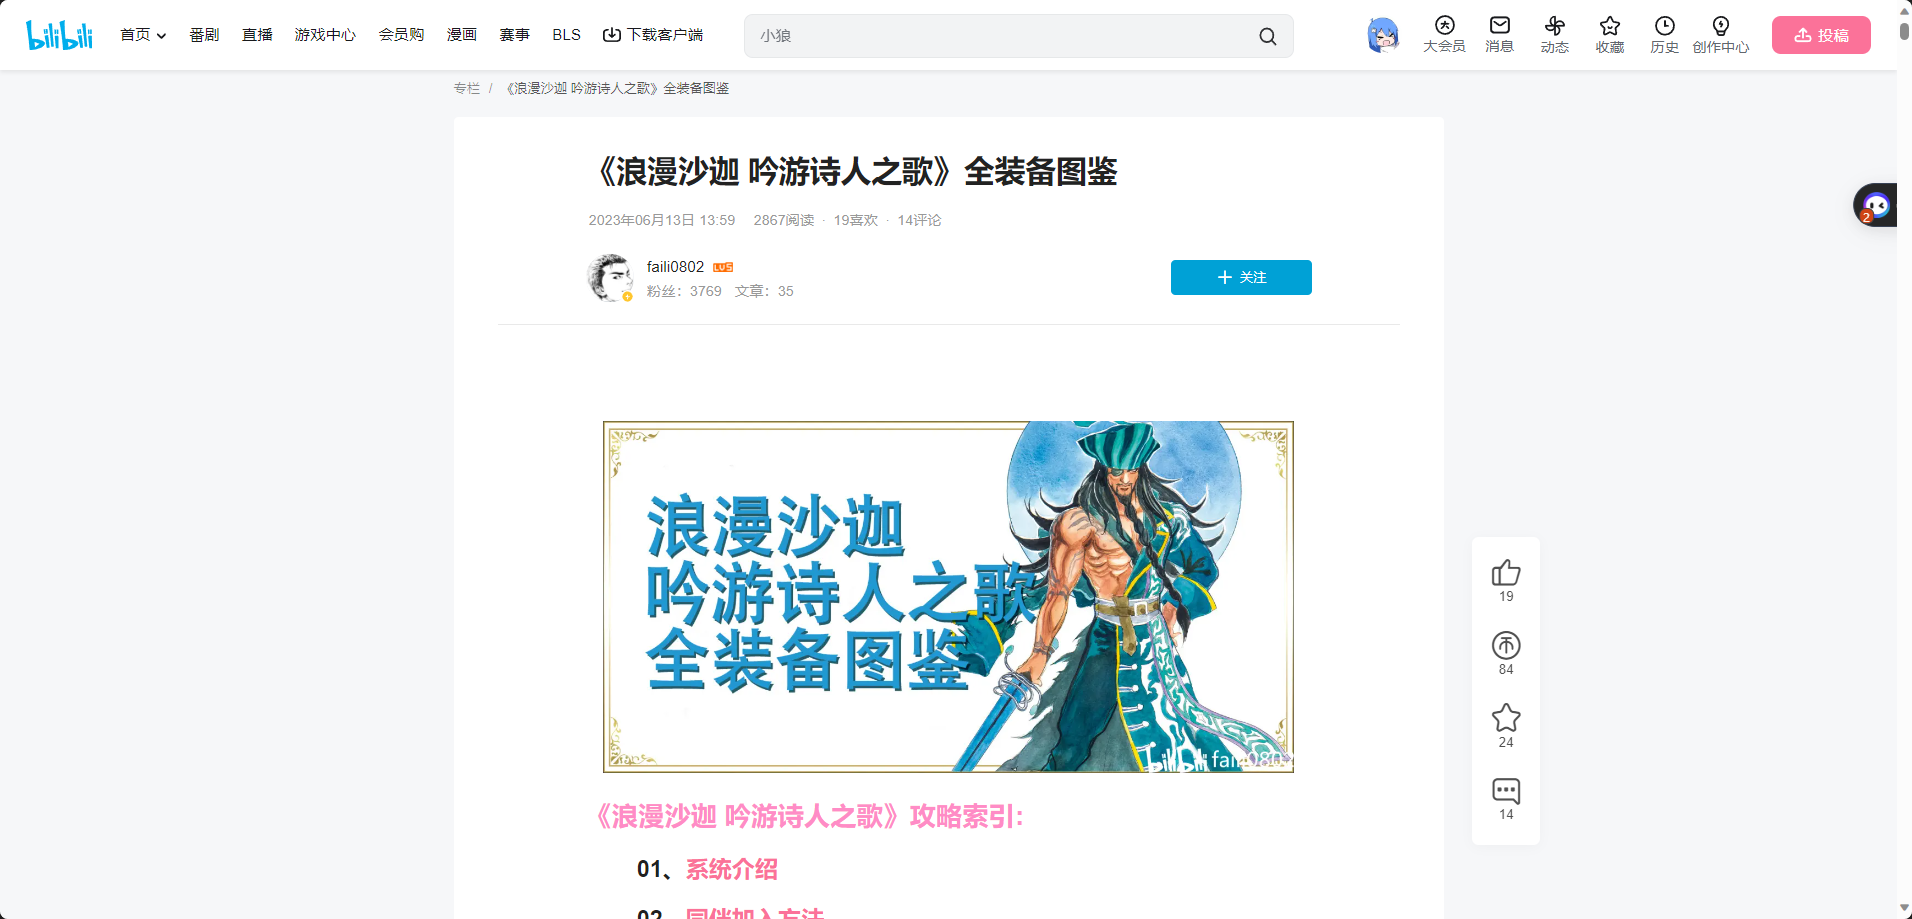 bilibili 首页 番剧 直播 游戏中心 会员购 漫画 赛事 BLS 下载客户端 小狼 大会员 消息 动态 收藏 历史 创作中心 投稿
专栏 / 《浪漫沙迦 吟游诗人之歌》全装备图鉴
《浪漫沙迦 吟游诗人之歌》全装备图鉴
2023年06月13日 13:59 2867阅读 · 19喜欢 · 14评论
2
faili0802 LV5
粉丝：3769 文章：35
关注
浪漫沙迦
吟游诗人之歌
全装备图鉴
bilibili faili0802
19
84
24
14
《浪漫沙迦 吟游诗人之歌》攻略索引:
01、系统介绍
02、同伴加入方法